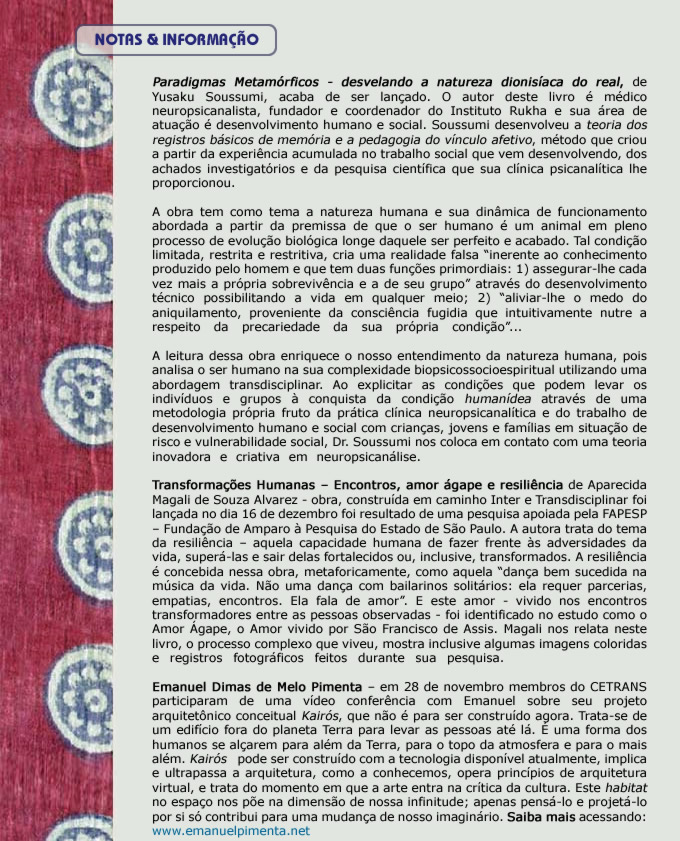 NOTAS & INFORMAÇÃO
Paradigmas Metamórficos - desvelando a natureza dionisíaca do real, de
Yusaku Soussumi, acaba de ser lançado. O autor deste livro é médico
neuropsicanalista, fundador e coordenador do Instituto Rukha e sua área de
atuação é desenvolvimento humano e social. Soussumi desenvolveu a teoria dos
registros básicos de memória e a pedagogia do vínculo afetivo, método que criou
a partir da experiência acumulada no trabalho social que vem desenvolvendo, dos
achados investigatórios e da pesquisa científica que sua clínica psicanalítica lhe
proporcionou.
A obra tem como tema a natureza humana e sua dinâmica de funcionamento
abordada a partir da premissa de que o ser humano é um animal em pleno
processo de evolução biológica longe daquele ser perfeito e acabado. Tal condição
limitada, restrita e restritiva, cria uma realidade falsa “inerente ao conhecimento
produzido pelo homem e que tem duas funções primordiais: 1) assegurar-lhe cada
vez mais a própria sobrevivência e a de seu grupo” através do desenvolvimento
técnico possibilitando a vida em qualquer meio; 2) “aliviar-lhe o medo do
aniquilamento, proveniente da consciência fugidia que intuitivamente nutre a
respeito da precariedade da sua própria condição”...
A leitura dessa obra enriquece o nosso entendimento da natureza humana, pois
analisa o ser humano na sua complexidade biopsicossocioespiritual utilizando uma
abordagem transdisciplinar. Ao explicitar as condições que podem levar os
indivíduos e grupos à conquista da condição humanídea através de uma
metodologia própria fruto da prática clínica neuropsicanalítica e do trabalho de
desenvolvimento humano e social com crianças, jovens e famílias em situação de
risco e vulnerabilidade social, Dr. Soussumi nos coloca em contato com uma teoria
inovadora e criativa em neuropsicanálise.
Transformações Humanas – Encontros, amor ágape e resiliência de Aparecida
Magali de Souza Alvarez - obra, construída em caminho Inter e Transdisciplinar foi
lançada no dia 16 de dezembro foi resultado de uma pesquisa apoiada pela FAPESP
– Fundação de Amparo à Pesquisa do Estado de São Paulo. A autora trata do tema
da resiliência – aquela capacidade humana de fazer frente às adversidades da
vida, superá-las e sair delas fortalecidos ou, inclusive, transformados. A resiliência
é concebida nessa obra, metaforicamente, como aquela “dança bem sucedida na
música da vida. Não uma dança com bailarinos solitários: ela requer parcerias,
empatias, encontros. Ela fala de amor”. E este amor - vivido nos encontros
transformadores entre as pessoas observadas - foi identificado no estudo como o
Amor Ágape, o Amor vivido por São Francisco de Assis. Magali nos relata neste
livro, o processo complexo que viveu, mostra inclusive algumas imagens coloridas
e registros fotográficos feitos durante sua pesquisa.
Emanuel Dimas de Melo Pimenta – em 28 de novembro membros do CETRANS
participaram de uma vídeo conferência com Emanuel sobre seu projeto
arquitetônico conceitual Kairós, que não é para ser construído agora. Trata-se de
um edifício fora do planeta Terra para levar as pessoas até lá. É uma forma dos
humanos se alçarem para além da Terra, para o topo da atmosfera e para o mais
além. Kairós pode ser construído com a tecnologia disponível atualmente, implica
e ultrapassa a arquitetura, como a conhecemos, opera princípios de arquitetura
virtual, e trata do momento em que a arte entra na crítica da cultura. Este habitat
no espaço nos põe na dimensão de nossa infinitude; apenas pensá-lo e projetá-lo
por si só contribui para uma mudança de nosso imaginário. Saiba mais acessando:
www.emanuelpimenta.net